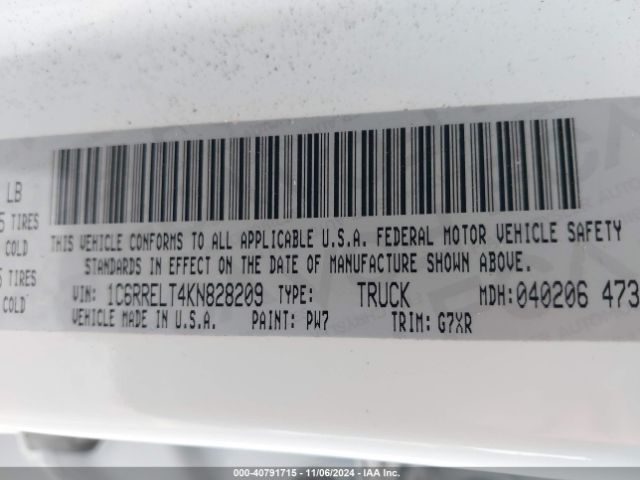 LB
5 TIRES
COLD
5 TIRES
COLD
THIS VEHICLE CONFORMS TO ALL APPLICABLE U.S.A. FEDERAL MOTOR VEHICLE SAFETY
STANDARDS IN EFFECT ON THE DATE OF MANUFACTURE SHOWN ABOVE.
VIN: 1C6RRELT4KN828209 TYPE: TRUCK MDH: 040206 473
VEHICLE MADE IN U.S.A. PAINT: PW7 TRIM: G7XR
000-40791715 - 11/06/2024 - IAA Inc.